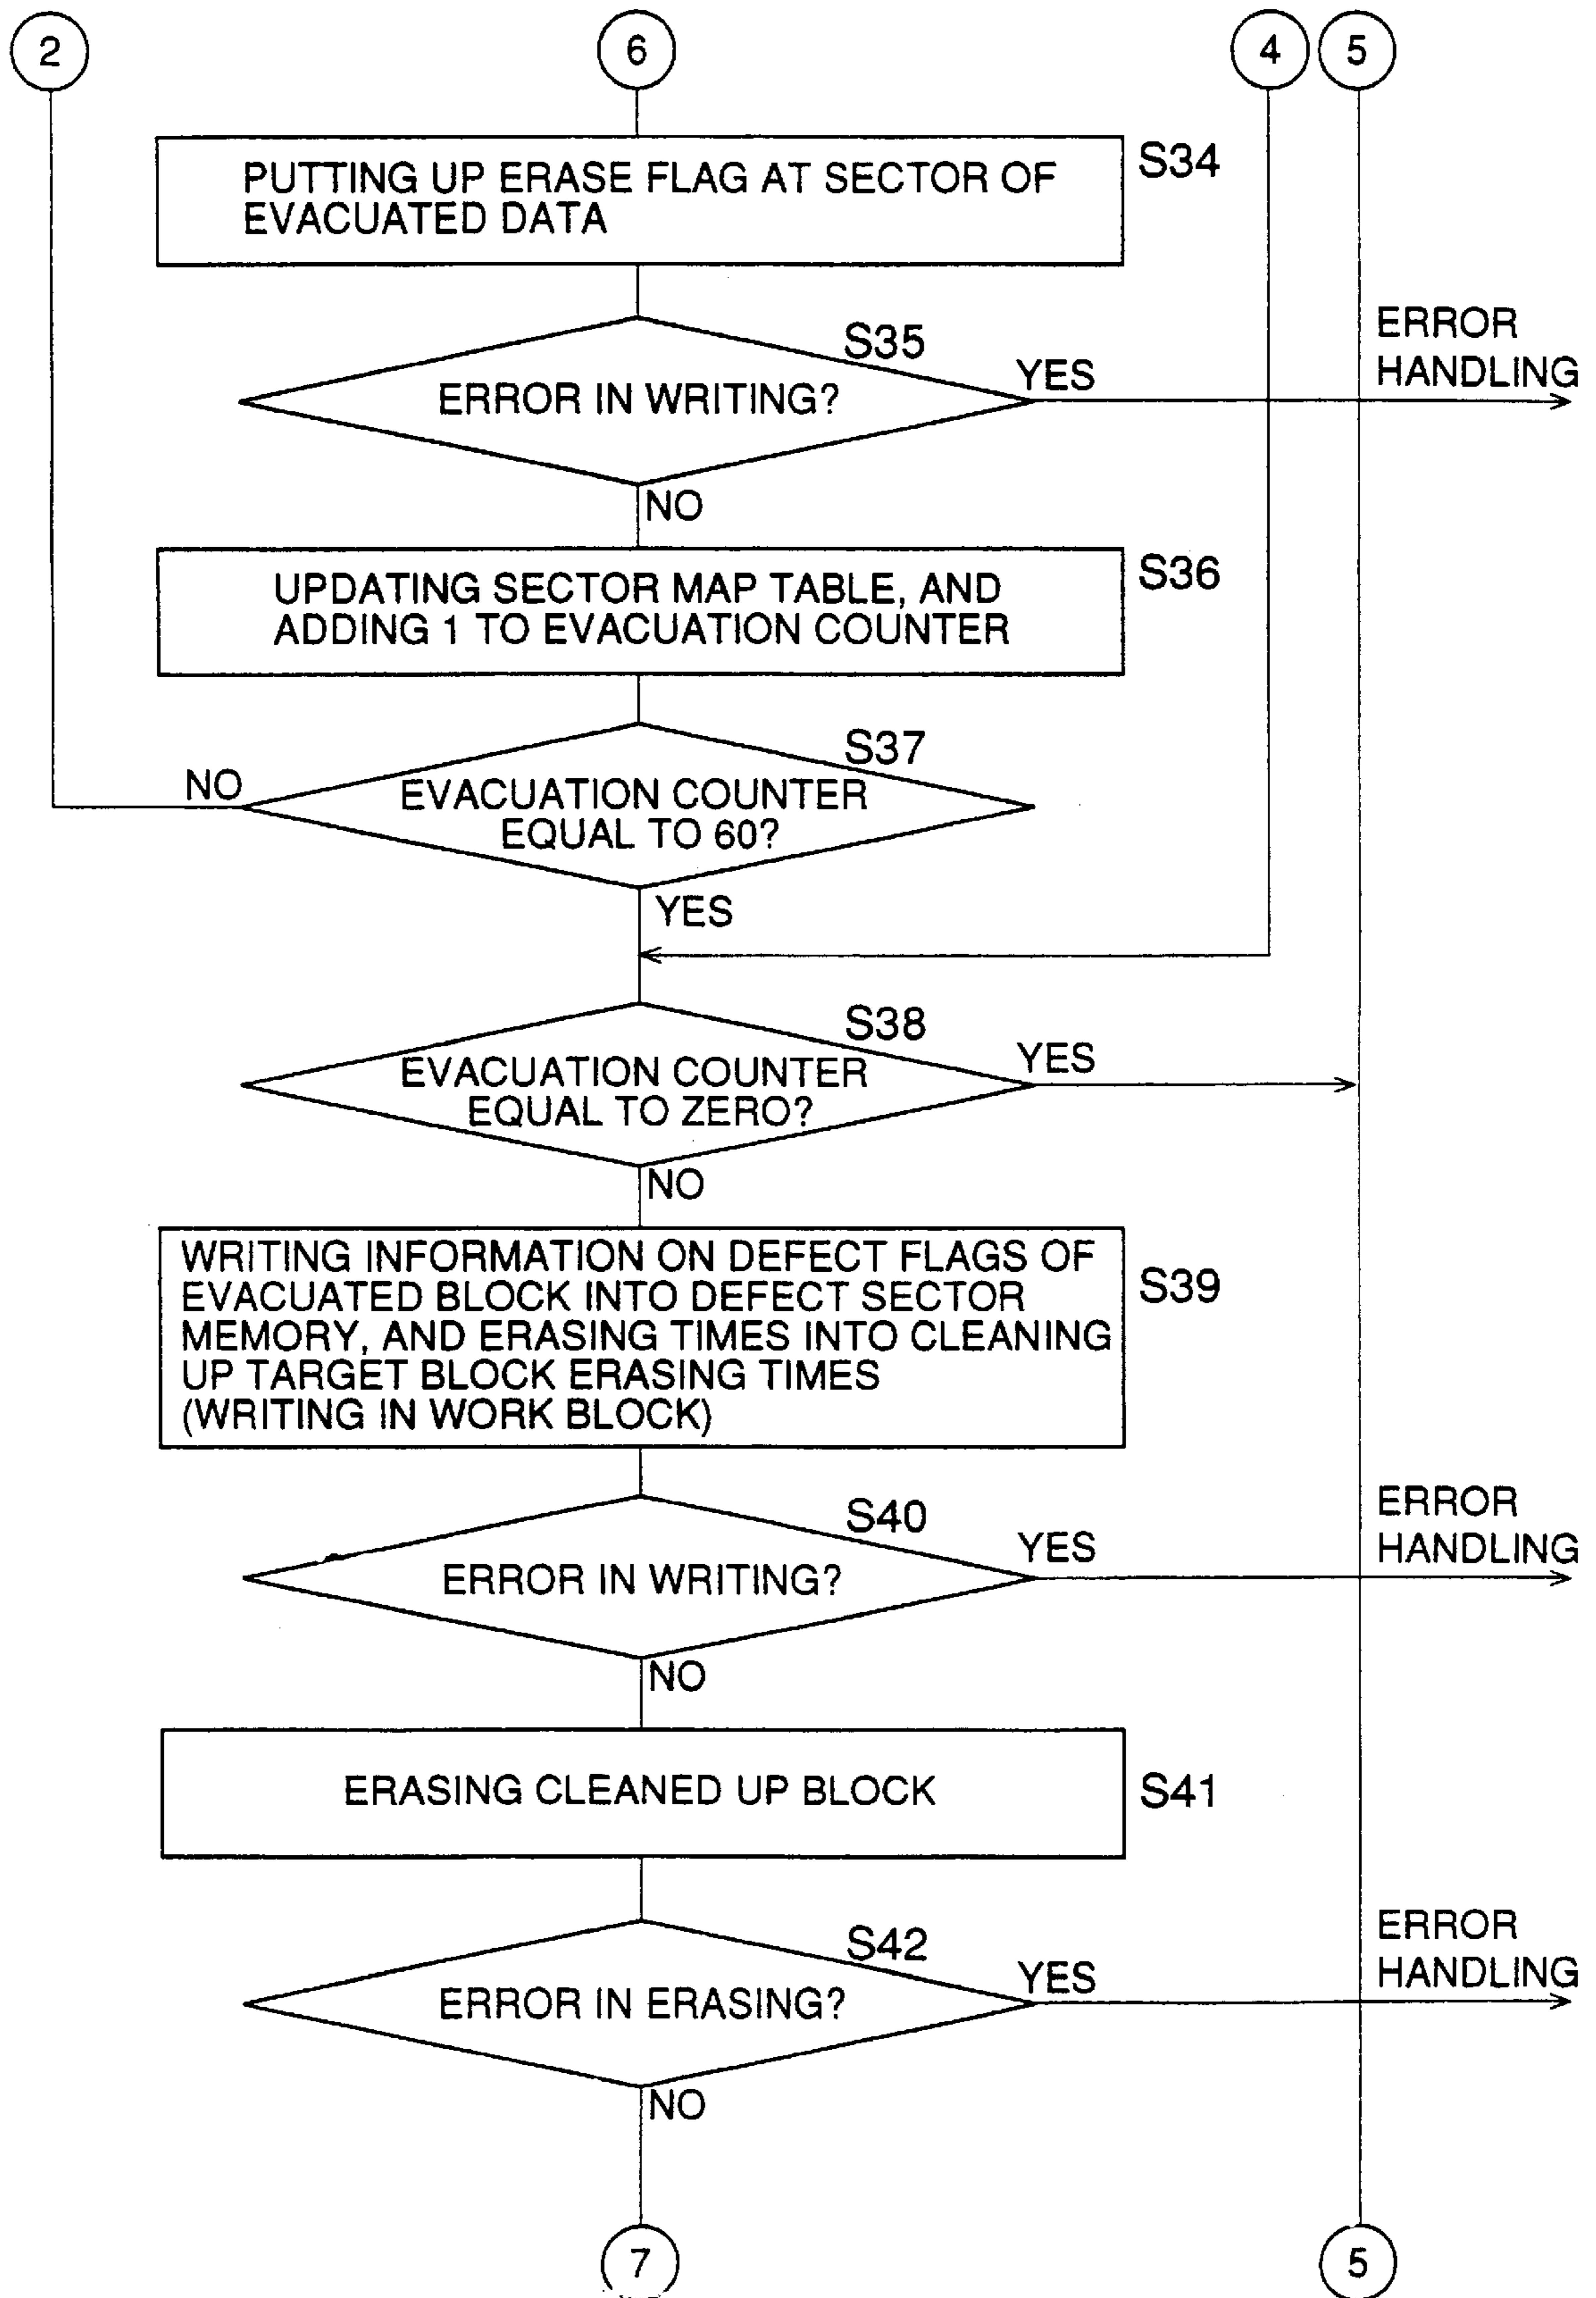 2
6
4
5
PUTTING UP ERASE FLAG AT SECTOR OF
EVACUATED DATA
S34
S35
ERROR IN WRITING?
YES
ERROR
HANDLING
NO
UPDATING SECTOR MAP TABLE, AND
ADDING 1 TO EVACUATION COUNTER
S36
S37
NO
EVACUATION COUNTER
EQUAL TO 60?
YES
S38
EVACUATION COUNTER
EQUAL TO ZERO?
YES
NO
WRITING INFORMATION ON DEFECT FLAGS OF
EVACUATED BLOCK INTO DEFECT SECTOR
MEMORY, AND ERASING TIMES INTO CLEANING
UP TARGET BLOCK ERASING TIMES
(WRITING IN WORK BLOCK)
S39
S40
ERROR IN WRITING?
YES
ERROR
HANDLING
NO
ERASING CLEANED UP BLOCK
S41
S42
ERROR IN ERASING?
YES
ERROR
HANDLING
NO
7
5